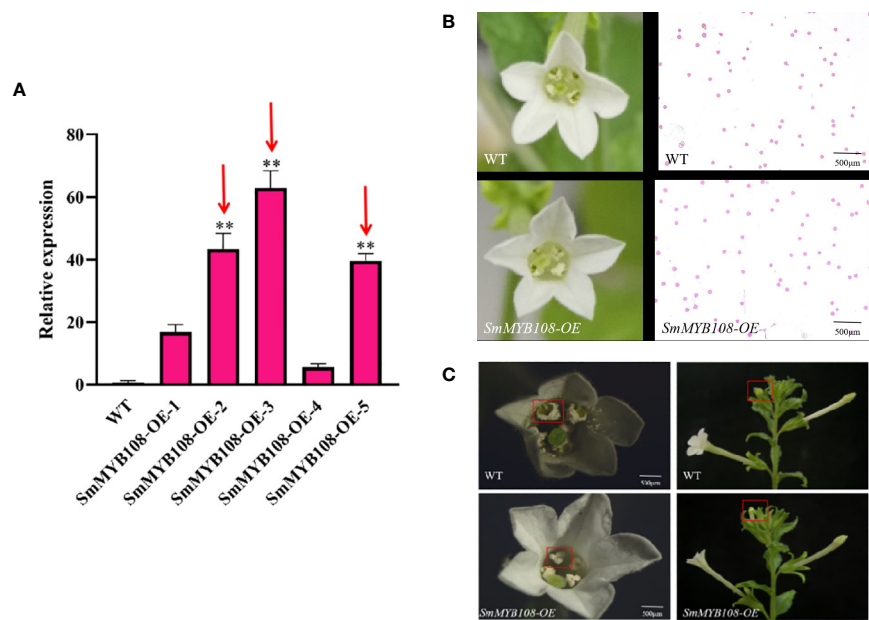 A
Relative expression
80
60
40
20
0
**
**
**
WT
SmMYB108-OE-1
SmMYB108-OE-2
SmMYB108-OE-3
SmMYB108-OE-4
SmMYB108-OE-5
B
WT
WT
500μm
SmMYB108-OE
SmMYB108-OE
500μm
C
WT
500μm
WT
SmMYB108-OE
500μm
SmMYB108-OE